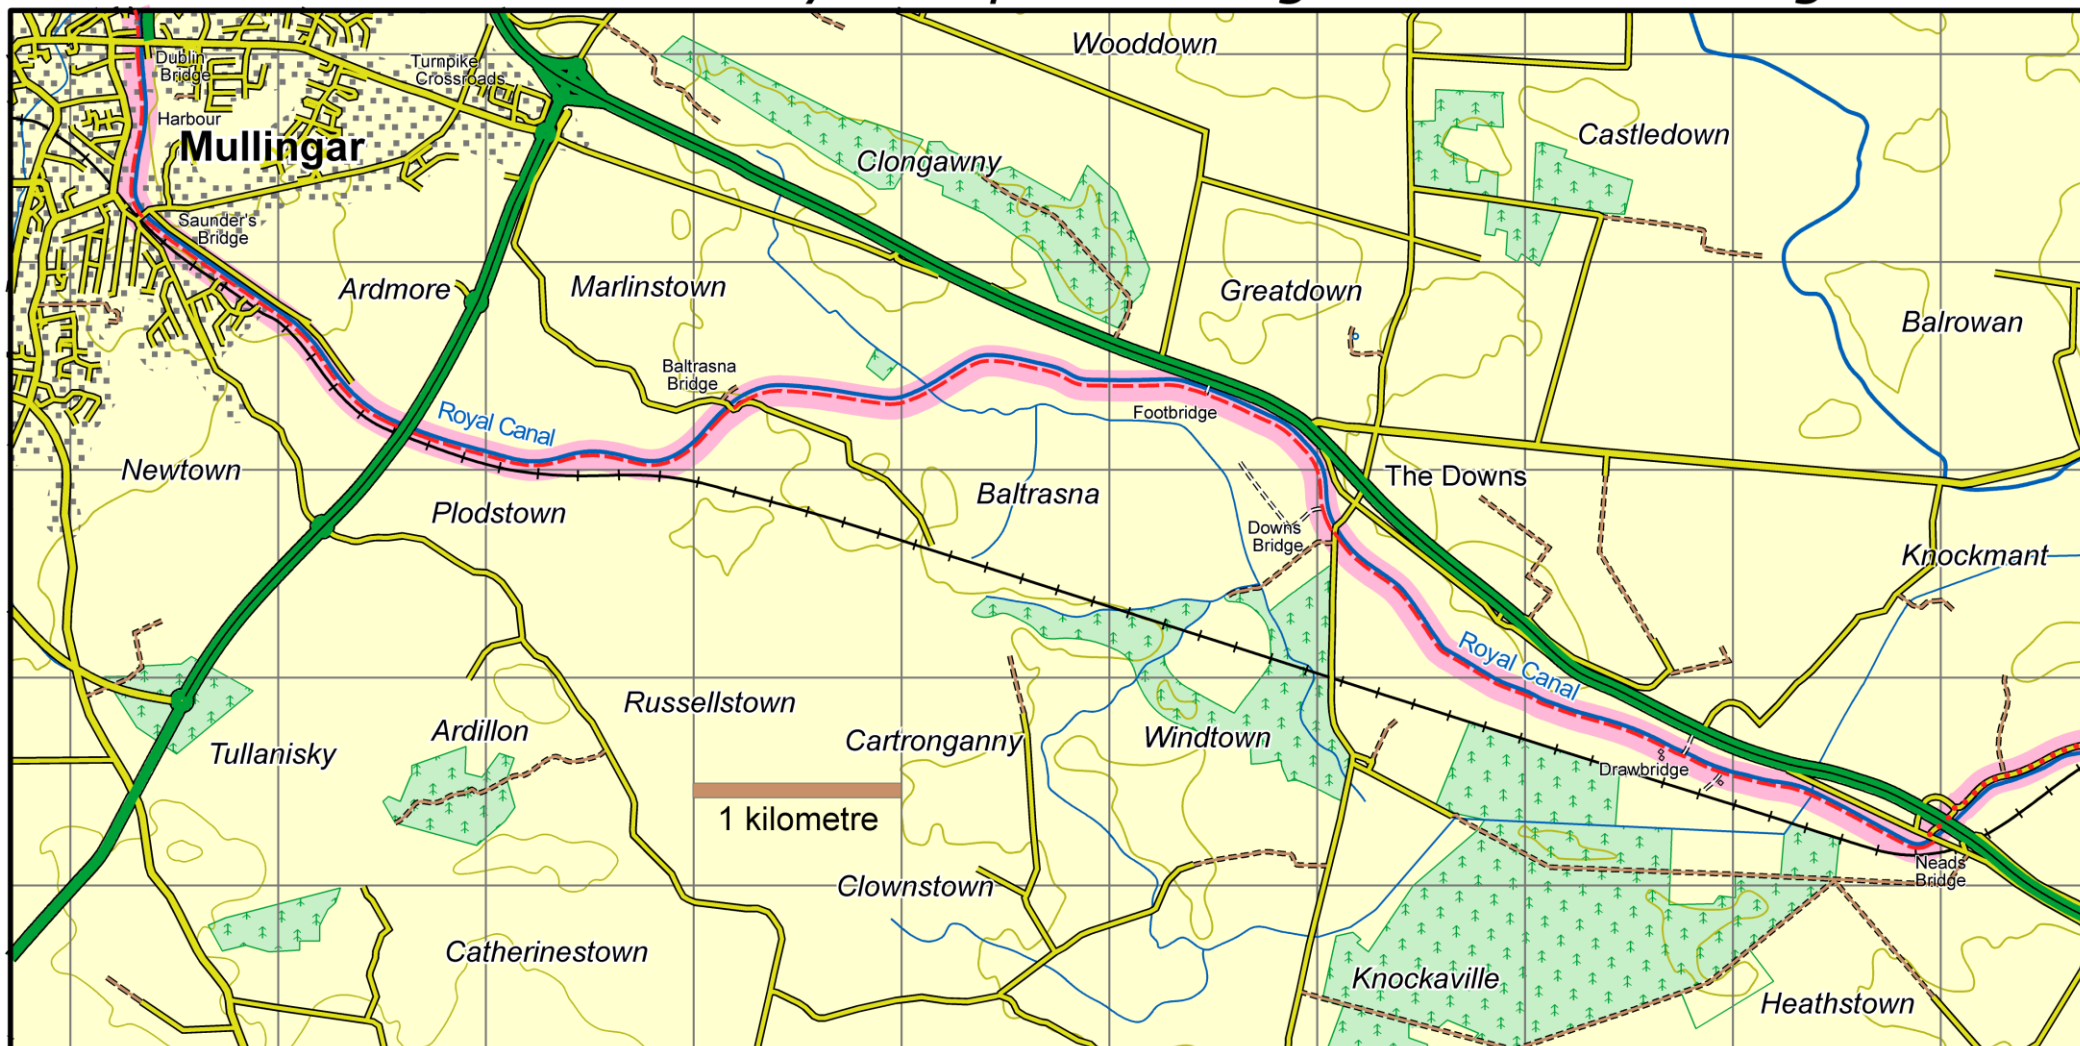 Wooddown
Dublin
Bridge
Turnpike
Crossroads
Harbour
Mullingar
Castledown
Clongawny
Saunder's
Bridge
Ardmore
Marlinstown
Greatdown
Balrowan
Baltrasna
Bridge
Royal Canal
Footbridge
Newtown
Plodstown
Baltrasna
The Downs
Downs
Bridge
Knockmant
Royal Canal
Russellstown
Ardillon
Tullanisky
Cartronganny
Windtown
Drawbridge
1 kilometre
Neads
Bridge
Clownstown
Catherinestown
Knockaville
Heathstown